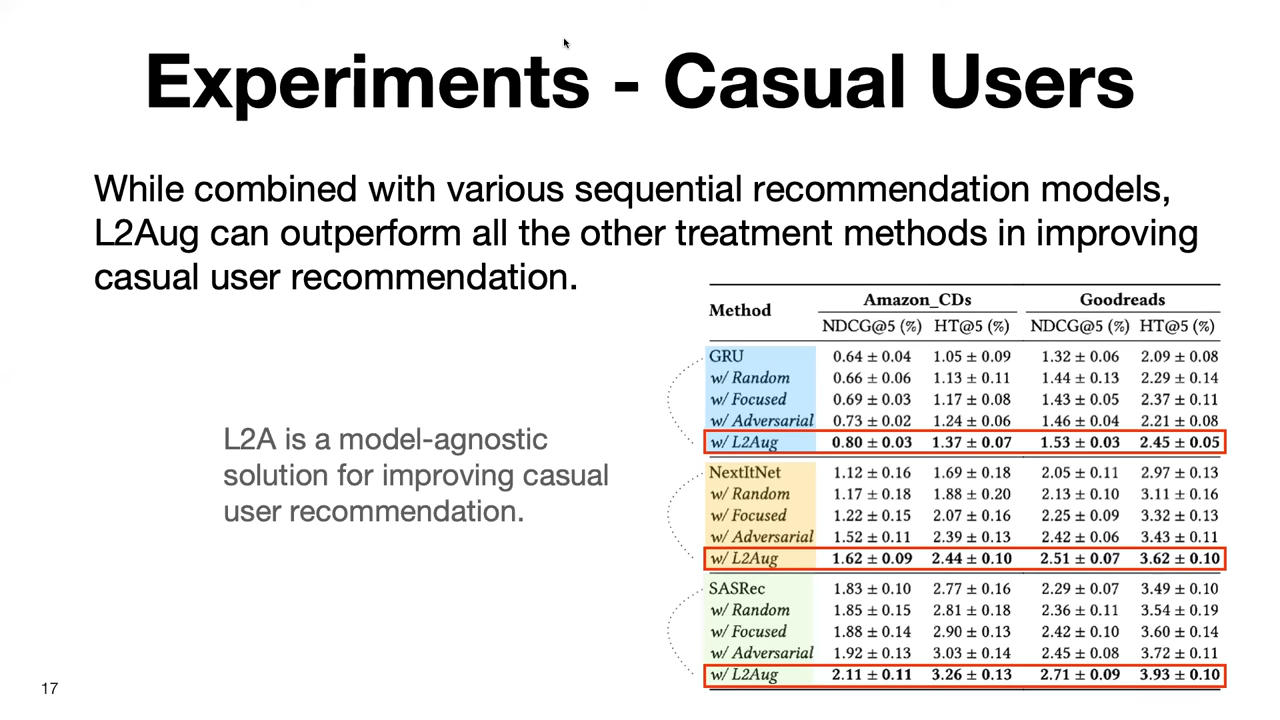 Experiments - Casual Users
While combined with various sequential recommendation models,
L2Aug can outperform all the other treatment methods in improving
casual user recommendation.
L2A is a model-agnostic
solution for improving casual
user recommendation.
Method Amazon_CDs Goodreads
NDCG@5 (%) HT@5 (%) NDCG@5 (%) HT@5 (%)
GRU 0.64 ± 0.04 1.05 ± 0.09 1.32 ± 0.06 2.09 ± 0.08
w/ Random 0.66 ± 0.06 1.13 ± 0.11 1.44 ± 0.13 2.29 ± 0.14
w/ Focused 0.69 ± 0.03 1.17 ± 0.08 1.43 ± 0.05 2.37 ± 0.11
w/ Adversarial 0.73 ± 0.02 1.24 ± 0.06 1.46 ± 0.04 2.21 ± 0.08
w/ L2Aug 0.80 ± 0.03 1.37 ± 0.07 1.53 ± 0.03 2.45 ± 0.05
NextItNet 1.12 ± 0.16 1.69 ± 0.18 2.05 ± 0.11 2.97 ± 0.13
w/ Random 1.17 ± 0.18 1.88 ± 0.20 2.13 ± 0.10 3.11 ± 0.16
w/ Focused 1.22 ± 0.15 2.07 ± 0.16 2.25 ± 0.09 3.32 ± 0.13
w/ Adversarial 1.52 ± 0.11 2.39 ± 0.13 2.42 ± 0.06 3.43 ± 0.11
w/ L2Aug 1.62 ± 0.09 2.44 ± 0.10 2.51 ± 0.07 3.62 ± 0.10
SASRec 1.83 ± 0.10 2.77 ± 0.16 2.29 ± 0.07 3.49 ± 0.10
w/ Random 1.85 ± 0.15 2.81 ± 0.18 2.36 ± 0.11 3.54 ± 0.19
w/ Focused 1.88 ± 0.14 2.90 ± 0.13 2.42 ± 0.10 3.60 ± 0.14
w/ Adversarial 1.92 ± 0.13 3.03 ± 0.14 2.45 ± 0.08 3.72 ± 0.11
w/ L2Aug 2.11 ± 0.11 3.26 ± 0.13 2.71 ± 0.09 3.93 ± 0.10
17